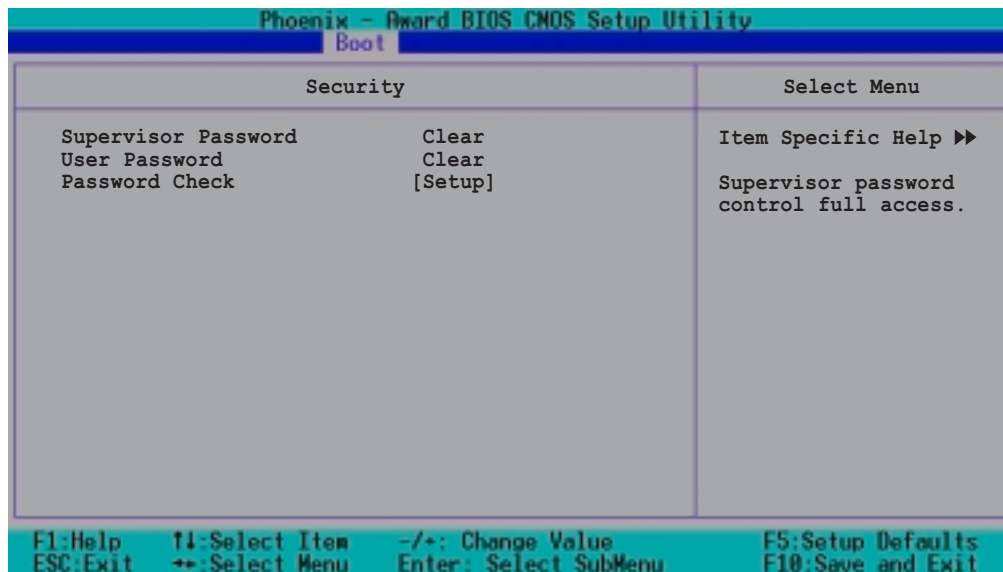 Phoenix - Award BIOS CMOS Setup Utility
Boot
Security
Select Menu
Supervisor Password Clear
User Password Clear
Password Check [Setup]
Item Specific Help ▶▶
Supervisor password
control full access.
F1:Help ↑↓:Select Item -/+: Change Value F5:Setup Defaults
ESC:Exit ←→:Select Menu Enter: Select SubMenu F10:Save and Exit